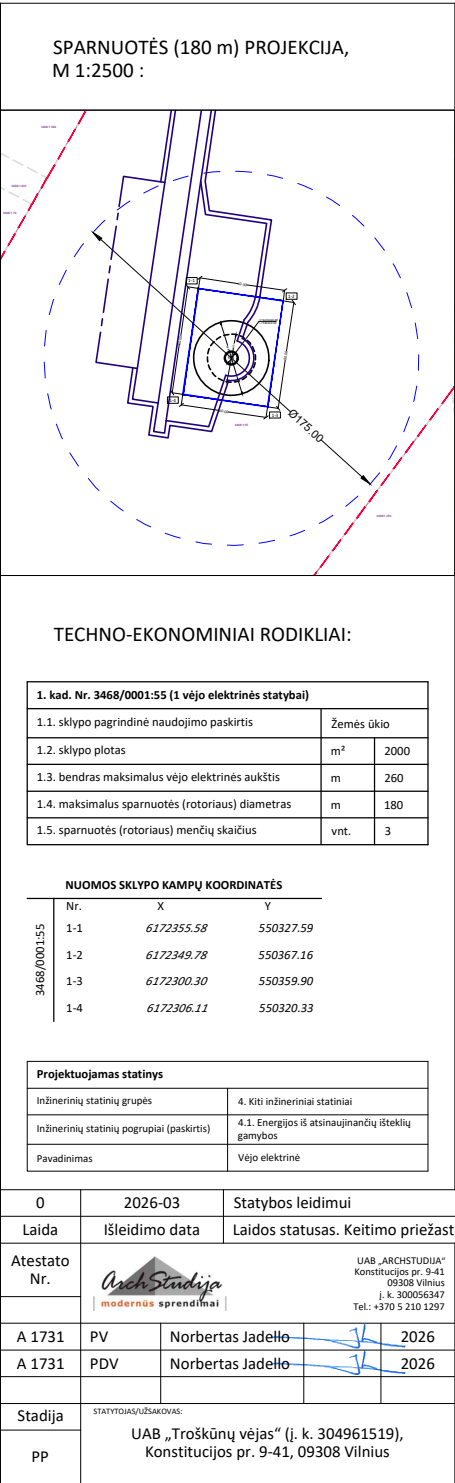 SPARNUOTĖS (180 m) PROJEKCIJA,
M 1:2500 :
1-1
1-2
1-3
Ø175.00
TECHNO-EKONOMINIAI RODIKLIAI:
1. kad. Nr. 3468/0001:55 (1 vėjo elektrinės statybai)
1.1. sklypo pagrindinė naudojimo paskirtis Žemės ūkio
1.2. sklypo plotas m² 2000
1.3. bendras maksimalus vėjo elektrinės aukštis m 260
1.4. maksimalus sparnuotės (rotoriaus) diametras m 180
1.5. sparnuotės (rotoriaus) menčių skaičius vnt. 3
NUOMOS SKLYPO KAMPŲ KOORDINATĖS
3468/0001:55
Nr. X Y
1-1 6172355.58 550327.59
1-2 6172349.78 550367.16
1-3 6172300.30 550359.90
1-4 6172306.11 550320.33
Projektuojamas statinys
Inžinerinių statinių grupės 4. Kiti inžineriniai statiniai
Inžinerinių statinių pogrupiai (paskirtis) 4.1. Energijos iš atsinaujinančių išteklių
gamybos
Pavadinimas Vėjo elektrinė
0 2026-03 Statybos leidimui
Laida Išleidimo data Laidos statusas. Keitimo priežast
Atestato
Nr.
ArchStudija
modernūs sprendimai
UAB „ARCHSTUDIJA“
Konstitucijos pr. 9-41
09308 Vilnius
j. k. 300056347
Tel.: +370 5 210 1297
A 1731 PV Norbertas Jadello 2026
A 1731 PDV Norbertas Jadello 2026
Stadija
PP
STATYTOJAS/UŽSAKOVAS:
UAB „Troškūnų vėjas“ (j. k. 304961519),
Konstitucijos pr. 9-41, 09308 Vilnius